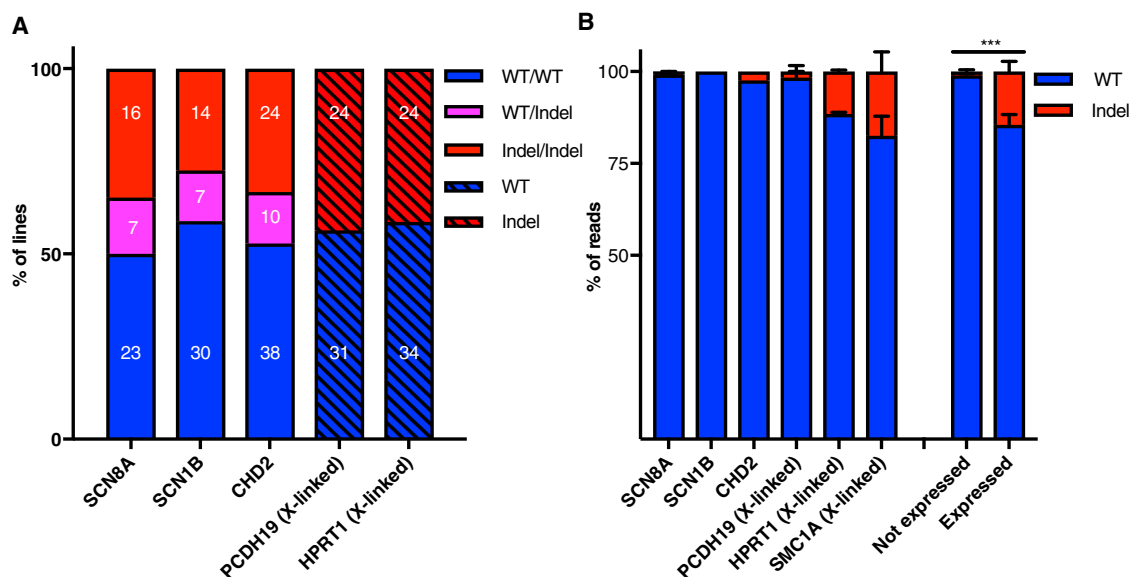 A
% of lines
100
50
0
16
14
24
24
24
7
7
10
23
30
38
31
34
SCN8A
SCN1B
CHD2
PCDH19 (X-linked)
HPRT1 (X-linked)
WT/WT
WT/Indel
Indel/Indel
WT
Indel
B
% of reads
100
75
50
***
SCN8A
SCN1B
CHD2
PCDH19 (X-linked)
HPRT1 (X-linked)
SMC1A (X-linked)
Not expressed
Expressed
WT
Indel